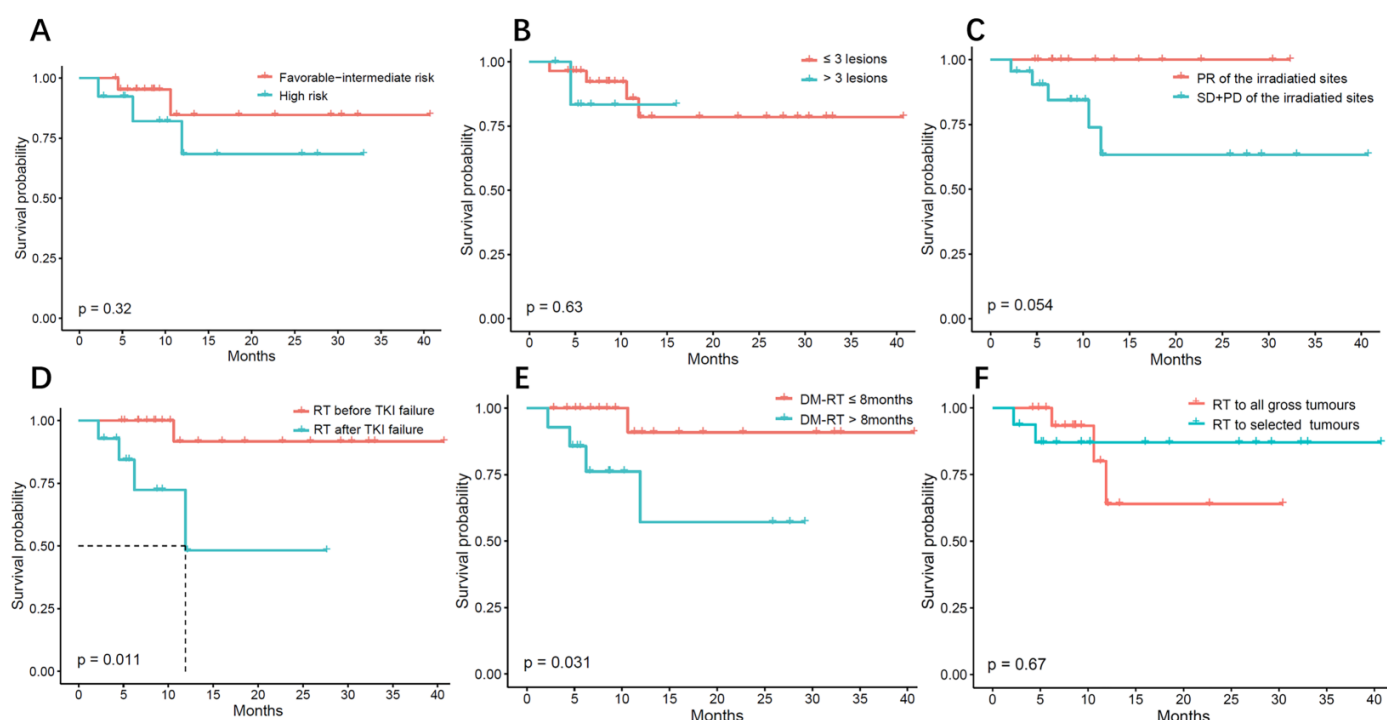 A
Survival probability
1.00
0.75
0.50
0.25
0.00
Favorable-intermediate risk
High risk
p = 0.32
0 5 10 15 20 25 30 35 40
Months
B
Survival probability
1.00
0.75
0.50
0.25
0.00
≤ 3 lesions
> 3 lesions
p = 0.63
0 5 10 15 20 25 30 35 40
Months
C
Survival probability
1.00
0.75
0.50
0.25
0.00
PR of the irradiatied sites
SD+PD of the irradiatied sites
p = 0.054
0 5 10 15 20 25 30 35 40
Months
D
Survival probability
1.00
0.75
0.50
0.25
0.00
RT before TKI failure
RT after TKI failure
p = 0.011
0 5 10 15 20 25 30 35 40
Months
E
Survival probability
1.00
0.75
0.50
0.25
0.00
DM-RT ≤ 8months
DM-RT > 8months
p = 0.031
0 5 10 15 20 25 30 35 40
Months
F
Survival probability
1.00
0.75
0.50
0.25
0.00
RT to all gross tumours
RT to selected tumours
p = 0.67
0 5 10 15 20 25 30 35 40
Months